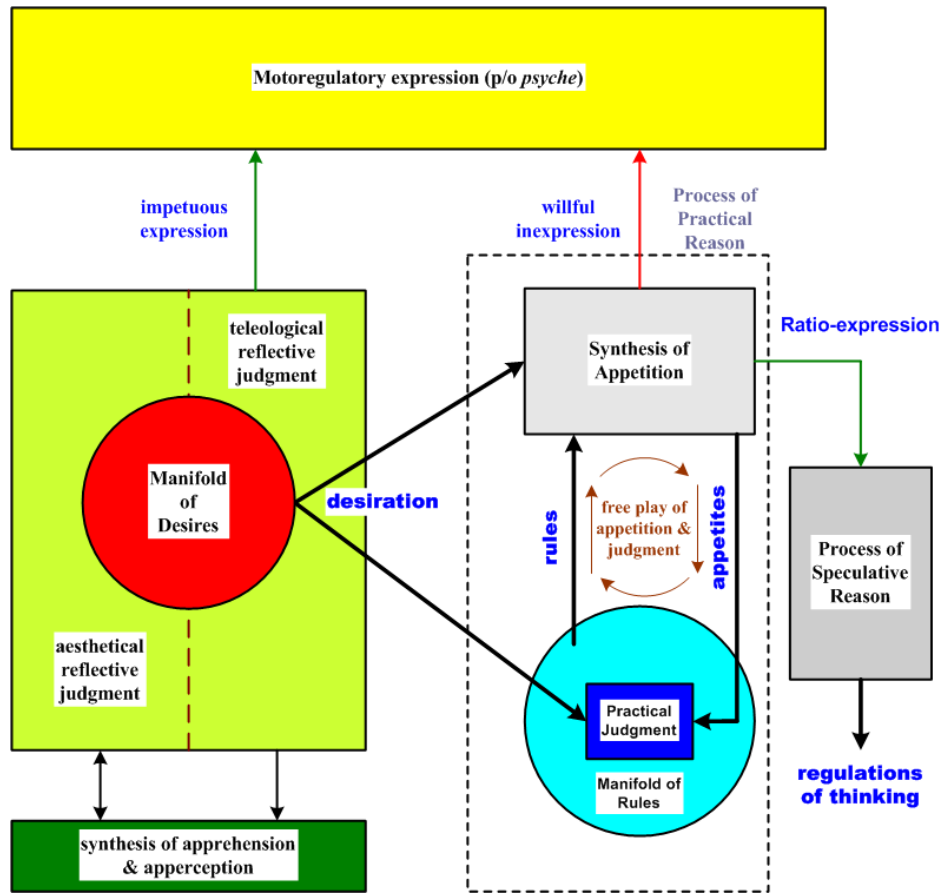 Motoregulatory expression (p/o psyche)
impetuous
expression
willful
inexpression
Process of
Practical
Reason
teleological
reflective
judgment
Synthesis of
Appetition
Ratio-expression
Manifold
of
Desires
desiration
rules
free play of
appetition &
judgment
appetites
Process of
Speculative
Reason
aesthetical
reflective
judgment
Practical
Judgment
Manifold of
Rules
regulations
of thinking
synthesis of apprehension
& apperception